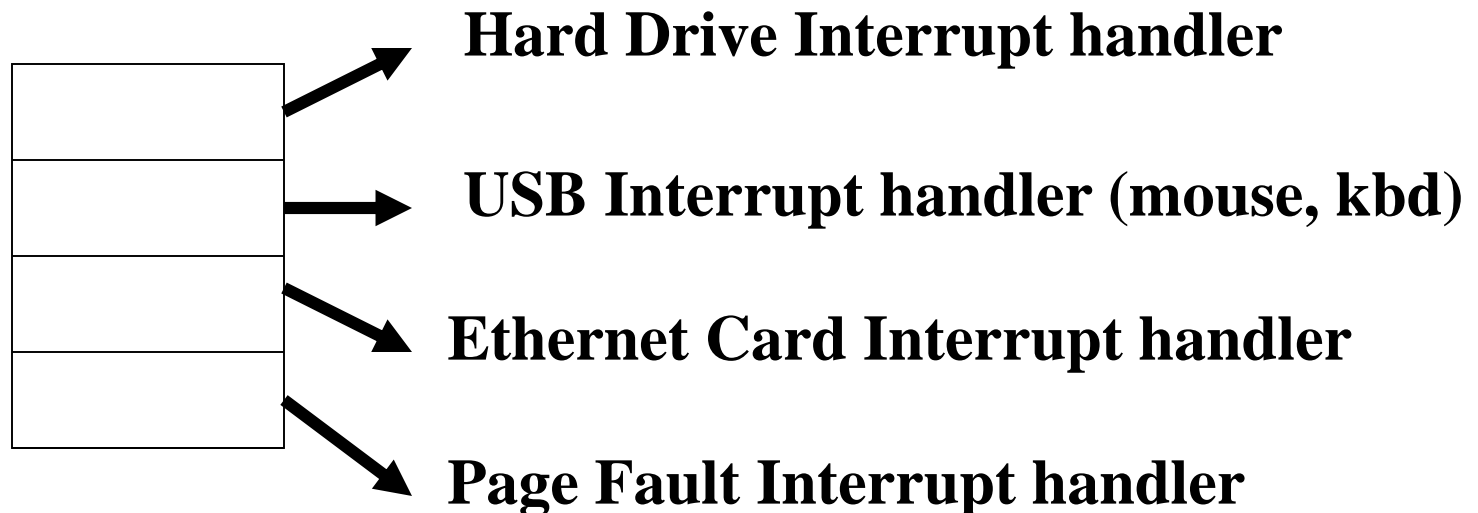 Hard Drive Interrupt handler
USB Interrupt handler (mouse, kbd)
Ethernet Card Interrupt handler
Page Fault Interrupt handler